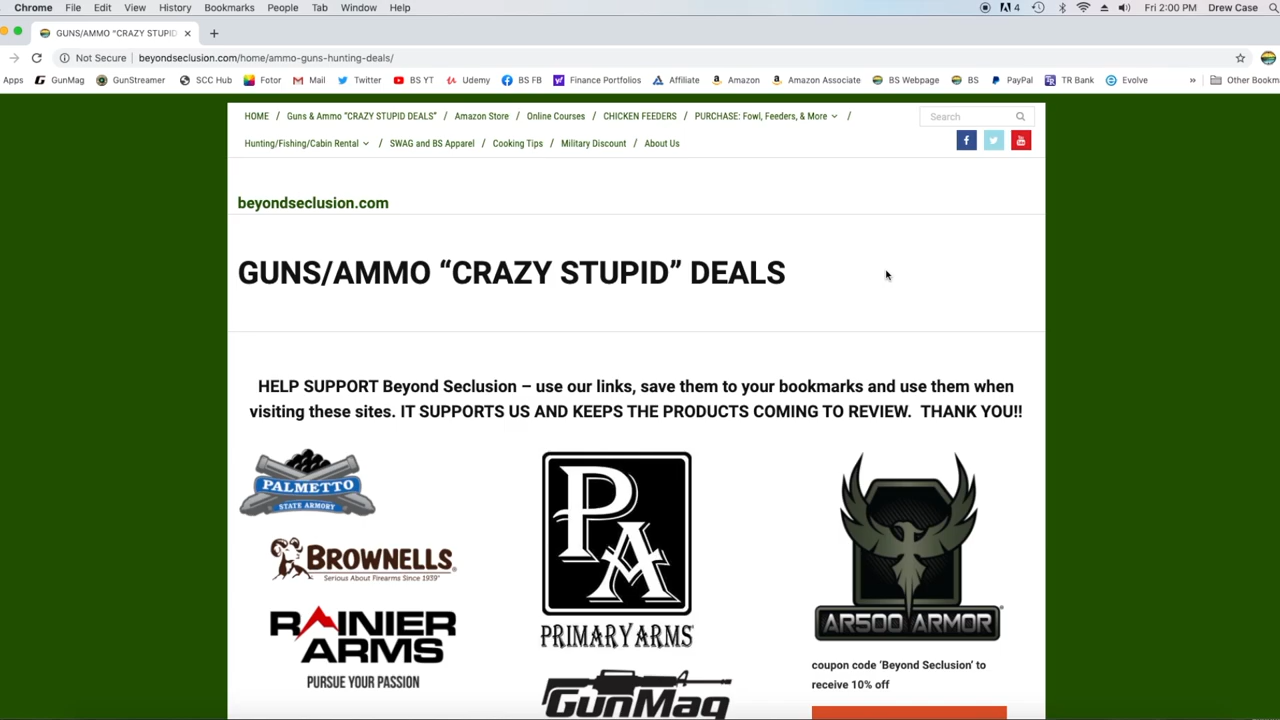 Chrome File Edit View History Bookmarks People Tab Window Help
4 Fri 2:00 PM Drew Case
GUNS/AMMO "CRAZY STUPID
Not Secure beyondseclusion.com/home/ammo-guns-hunting-deals/
Apps GunMag GunStreamer SCC Hub Fotor Mail Twitter BS YT Udemy BS FB Finance Portfolios Affiliate Amazon Amazon Associate BS Webpage BS PayPal TR Bank Evolve » Other Bookm
HOME / Guns & Ammo "CRAZY STUPID DEALS" / Amazon Store / Online Courses / CHICKEN FEEDERS / PURCHASE: Fowl, Feeders, & More /
Search
Hunting/Fishing/Cabin Rental / SWAG and BS Apparel / Cooking Tips / Military Discount / About Us
beyondseclusion.com
GUNS/AMMO “CRAZY STUPID” DEALS
HELP SUPPORT Beyond Seclusion – use our links, save them to your bookmarks and use them when
visiting these sites. IT SUPPORTS US AND KEEPS THE PRODUCTS COMING TO REVIEW. THANK YOU!!
PALMETTO
STATE ARMORY
BROWNELLS
Serious About Firearms Since 1939
RAINIER
ARMS
PURSUE YOUR PASSION
PA
PRIMARY ARMS
GunMag
AR500 ARMOR
coupon code ‘Beyond Seclusion’ to
receive 10% off